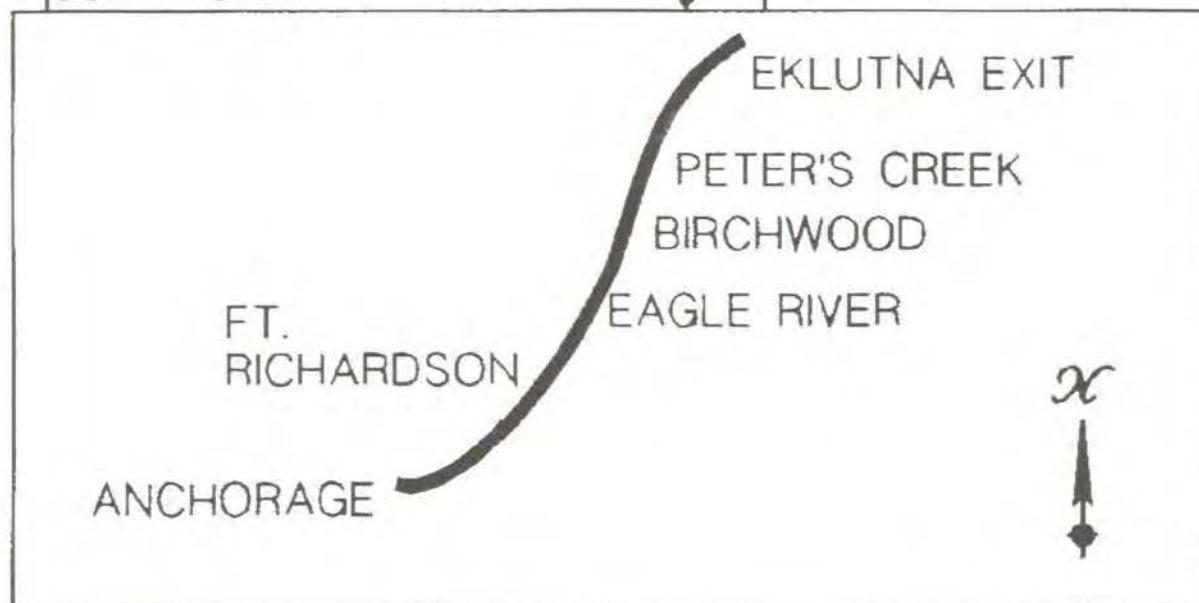 EKLUTNA EXIT
PETER'S CREEK
BIRCHWOOD
EAGLE RIVER
FT.
RICHARDSON
N
ANCHORAGE